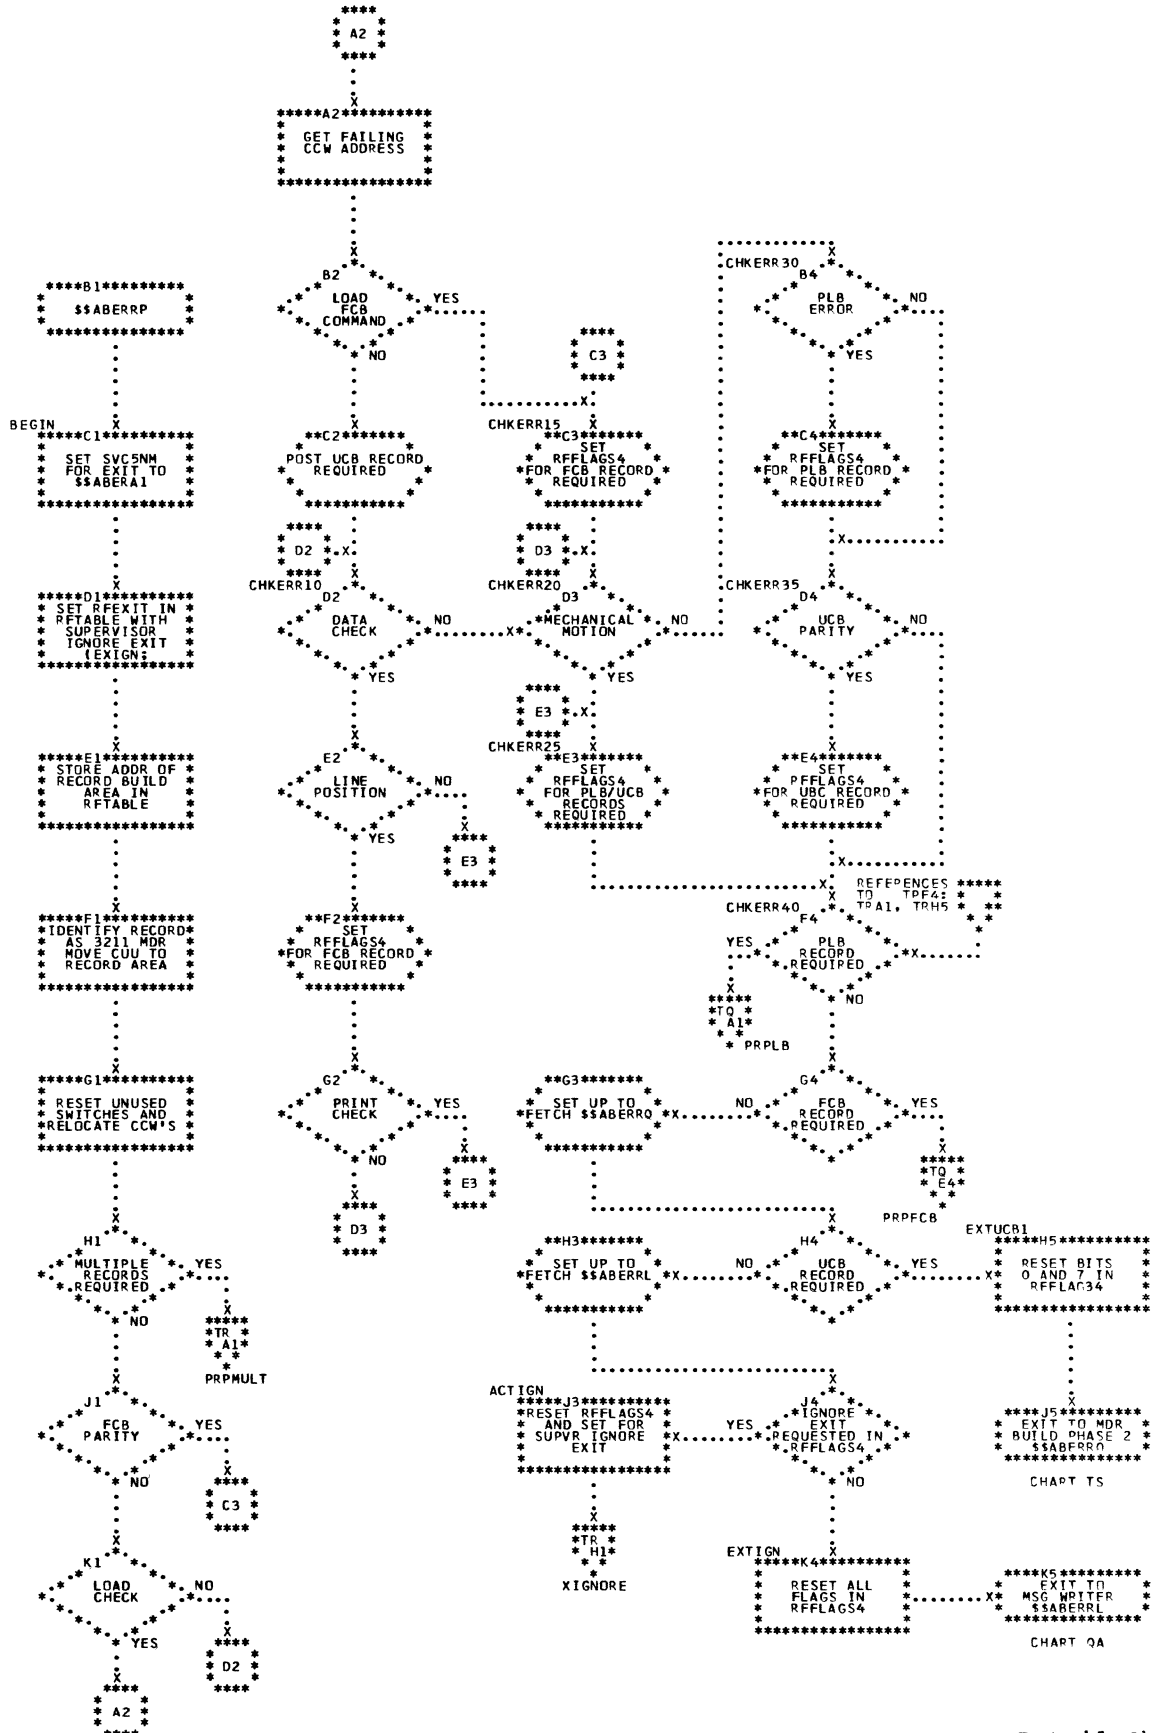 A2
A2
GET FAILING
CCW ADDRESS
B1
$$ABERRP
B2
LOAD
FCB
COMMAND
YES
NO
C3
CHKERR30
B4
PLB
ERROR
NO
YES
BEGIN
C1
SET SVC5NM
FOR EXIT TO
$$ABERA1
C2
POST UCB RECORD
REQUIRED
CHKERR15
C3
SET
RFFLAGS4
FOR FCB RECORD
REQUIRED
C4
SET
RFFLAGS4
FOR PLB RECORD
REQUIRED
D2
D3
D1
SET RFEXIT IN
RFTABLE WITH
SUPERVISOR
IGNORE EXIT
(EXIGN;
CHKERR10
D2
DATA
CHECK
NO
YES
CHKERR20
D3
MECHANICAL
MOTION
NO
YES
CHKERR35
D4
UCB
PARITY
NO
YES
E3
E1
STORE ADDR OF
RECORD BUILD
AREA IN
RFTABLE
E2
LINE
POSITION
NO
YES
E3
CHKERR25
E3
SET
RFFLAGS4
FOR PLB/UCB
RECORDS
REQUIRED
E4
SET
PFFLAGS4
FOR UBC RECORD
REQUIRED
REFERENCES
TO TPF4:
TRA1, TRH5
F1
IDENTIFY RECORD
AS 3211 MDR
MOVE CUU TO
RECORD AREA
F2
SET
RFFLAGS4
FOR FCB RECORD
REQUIRED
CHKERR40
F4
PLB
RECORD
REQUIRED
YES
NO
TQ
A1
PRPLB
G1
RESET UNUSED
SWITCHES AND
RELOCATE CCW'S
G2
PRINT
CHECK
YES
NO
E3
D3
G3
SET UP TO
FETCH $$ABERRQ
G4
FCB
RECORD
REQUIRED
NO
YES
TQ
E4
PRPFCB
H1
MULTIPLE
RECORDS
REQUIRED
YES
NO
TR
A1
PRPMULT
H3
SET UP TO
FETCH $$ABERRL
H4
UCB
RECORD
REQUIRED
NO
YES
EXTUCB1
H5
RESET BITS
0 AND 7 IN
RFFLAG34
J1
FCB
PARITY
YES
NO
C3
ACTIGN
J3
RESET RFFLAGS4
AND SET FOR
SUPVR IGNORE
EXIT
J4
IGNORE
EXIT
REQUESTED IN
RFFLAGS4
YES
NO
J5
EXIT TO MDR
BUILD PHASE 2
$$ABERRO
CHART TS
K1
LOAD
CHECK
NO
YES
D2
A2
TR
H1
XIGNORE
EXTIGN
K4
RESET ALL
FLAGS IN
RFFLAGS4
K5
EXIT TO
MSG WRITER
$$ABERRL
CHART QA